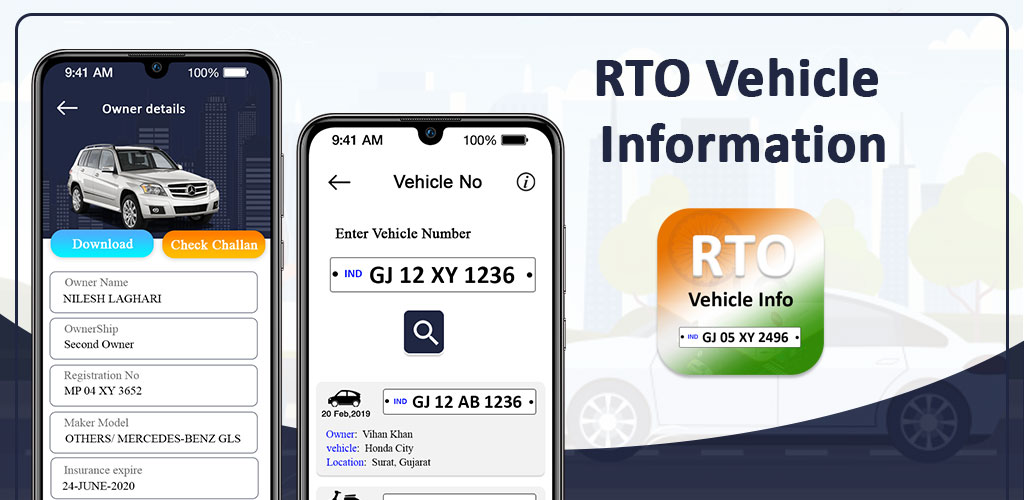 9:41 AM 100%
Owner details
Download Check Challan
Owner Name
NILESH LAGHARI
OwnerShip
Second Owner
Registration No
MP 04 XY 3652
Maker Model
OTHERS/ MERCEDES-BENZ GLS
Insurance expire
24-JUNE-2020
9:41 AM 100%
Vehicle No
Enter Vehicle Number
IND GJ 12 XY 1236
20 Feb,2019
IND GJ 12 AB 1236
Owner: Vihan Khan
vehicle: Honda City
Location: Surat, Gujarat
RTO Vehicle
Information
RTO
Vehicle Info
IND GJ 05 XY 2496